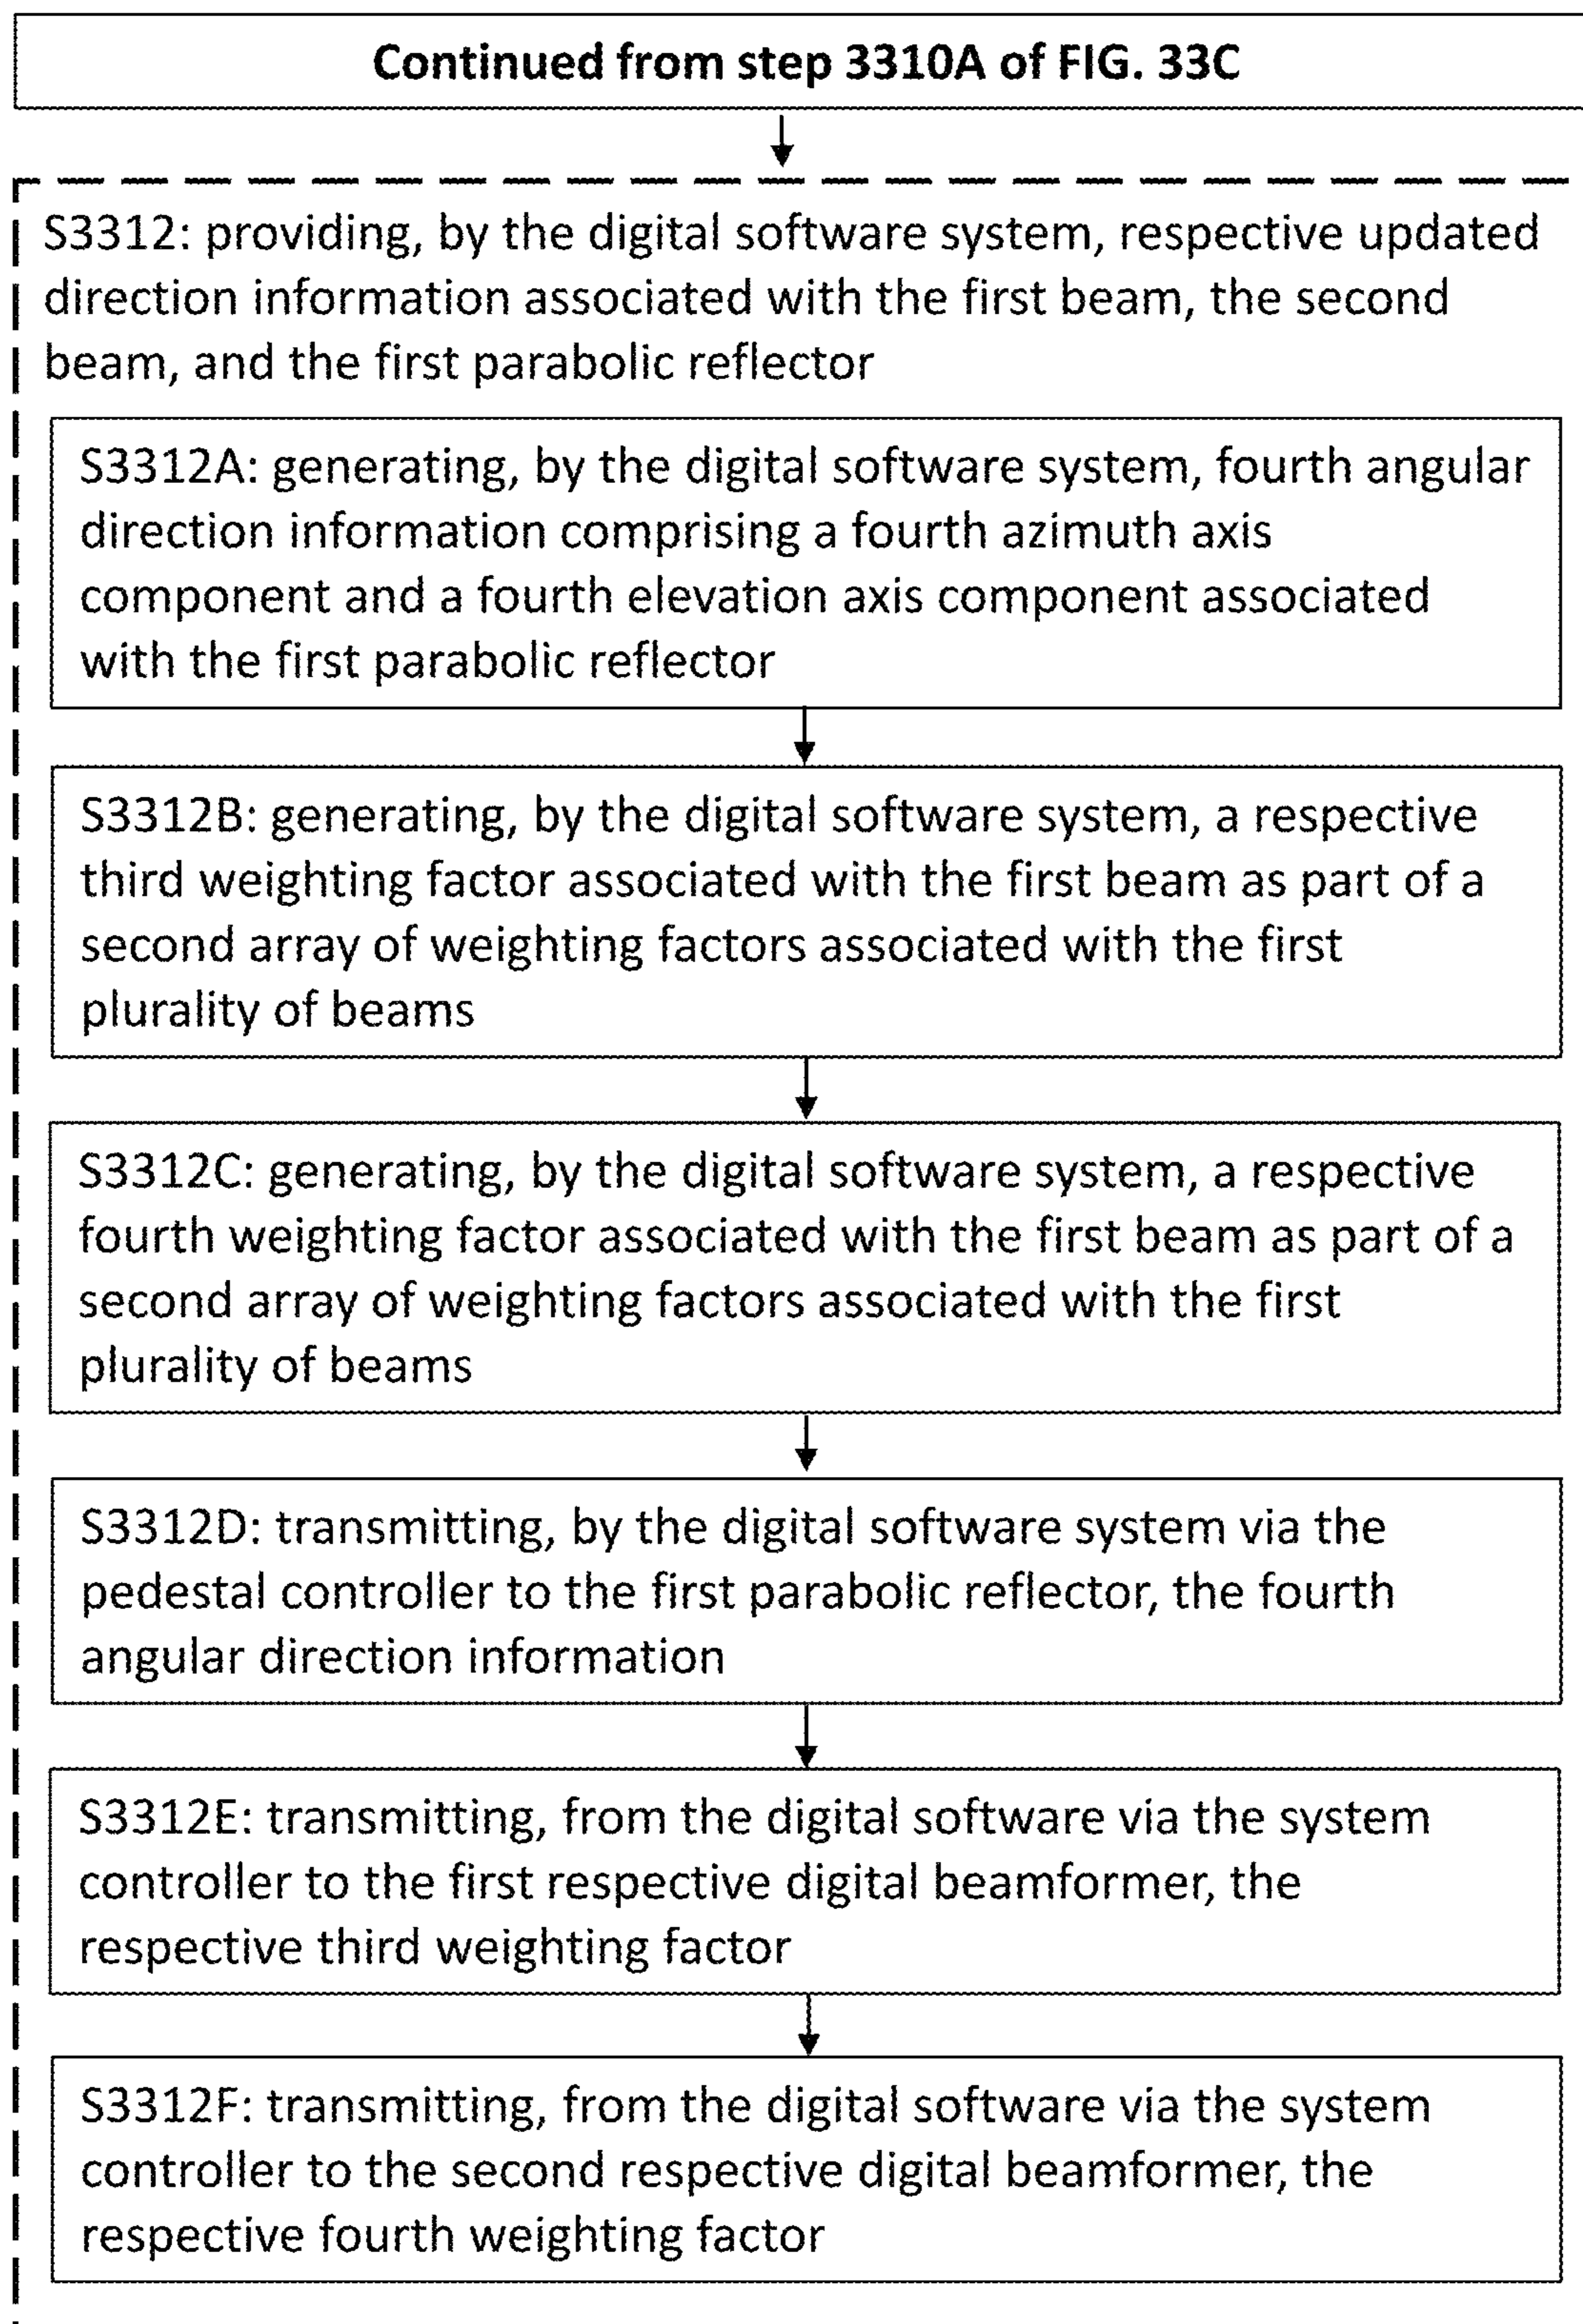 Continued from step 3310A of FIG. 33C
S3312: providing, by the digital software system, respective updated
direction information associated with the first beam, the second
beam, and the first parabolic reflector
S3312A: generating, by the digital software system, fourth angular
direction information comprising a fourth azimuth axis
component and a fourth elevation axis component associated
with the first parabolic reflector
S3312B: generating, by the digital software system, a respective
third weighting factor associated with the first beam as part of a
second array of weighting factors associated with the first
plurality of beams
S3312C: generating, by the digital software system, a respective
fourth weighting factor associated with the first beam as part of a
second array of weighting factors associated with the first
plurality of beams
S3312D: transmitting, by the digital software system via the
pedestal controller to the first parabolic reflector, the fourth
angular direction information
S3312E: transmitting, from the digital software via the system
controller to the first respective digital beamformer, the
respective third weighting factor
S3312F: transmitting, from the digital software via the system
controller to the second respective digital beamformer, the
respective fourth weighting factor